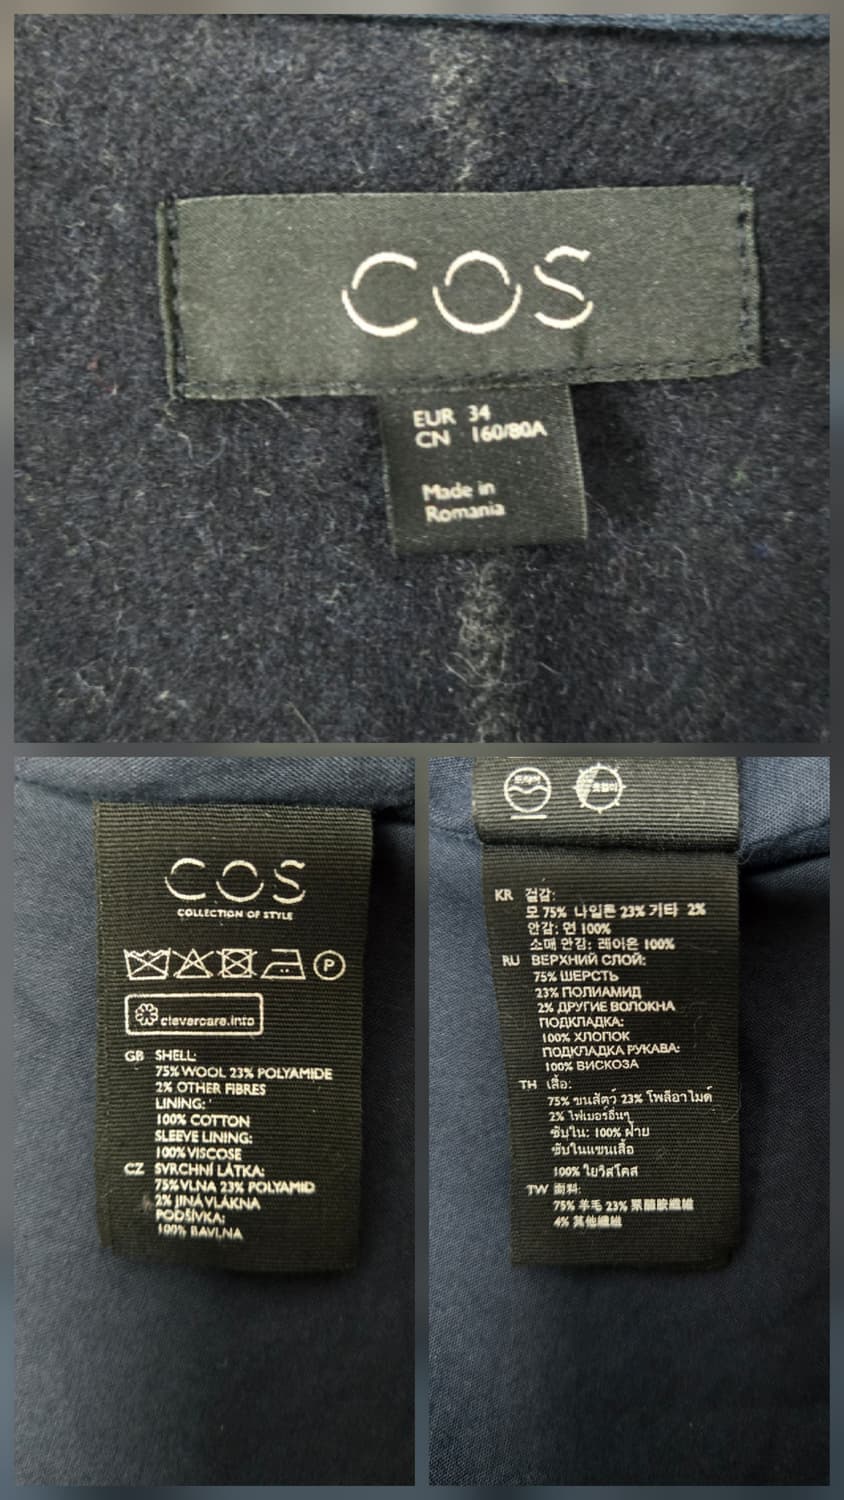 COS
EUR 34
CN 160/80A
Made in
Romania
COS
COLLECTION OF STYLE
P
clevercare.info
GB SHELL:
75% WOOL 23% POLYAMIDE
2% OTHER FIBRES
LINING:
100% COTTON
SLEEVE LINING:
100% VISCOSE
CZ SVRCHNÍ LÁTKA:
75% VLNA 23% POLYAMID
2% JINÁ VLÁKNA
PODŠÍVKA:
100% BAVLNA
드라이
KR 겉감:
모 75% 나일론 23% 기타 2%
안감: 면 100%
소매 안감: 레이온 100%
RU ВЕРХНИЙ СЛОЙ:
75% ШЕРСТЬ
23% ПОЛИАМИД
2% ДРУГИЕ ВОЛОКНА
ПОДКЛАДКА:
100% ХЛОПОК
ПОДКЛАДКА РУКАВА:
100% ВИСКОЗА
TH เสื้อ:
75% ขนสัตว์ 23% โพลีอาไมด์
2% ไฟเบอร์อื่นๆ
ซับใน: 100% ฝ้าย
ซับในแขนเสื้อ
100% ใยวิสโคส
TW 面料:
75% 羊毛 23% 聚醯胺纖維
4% 其他纖維